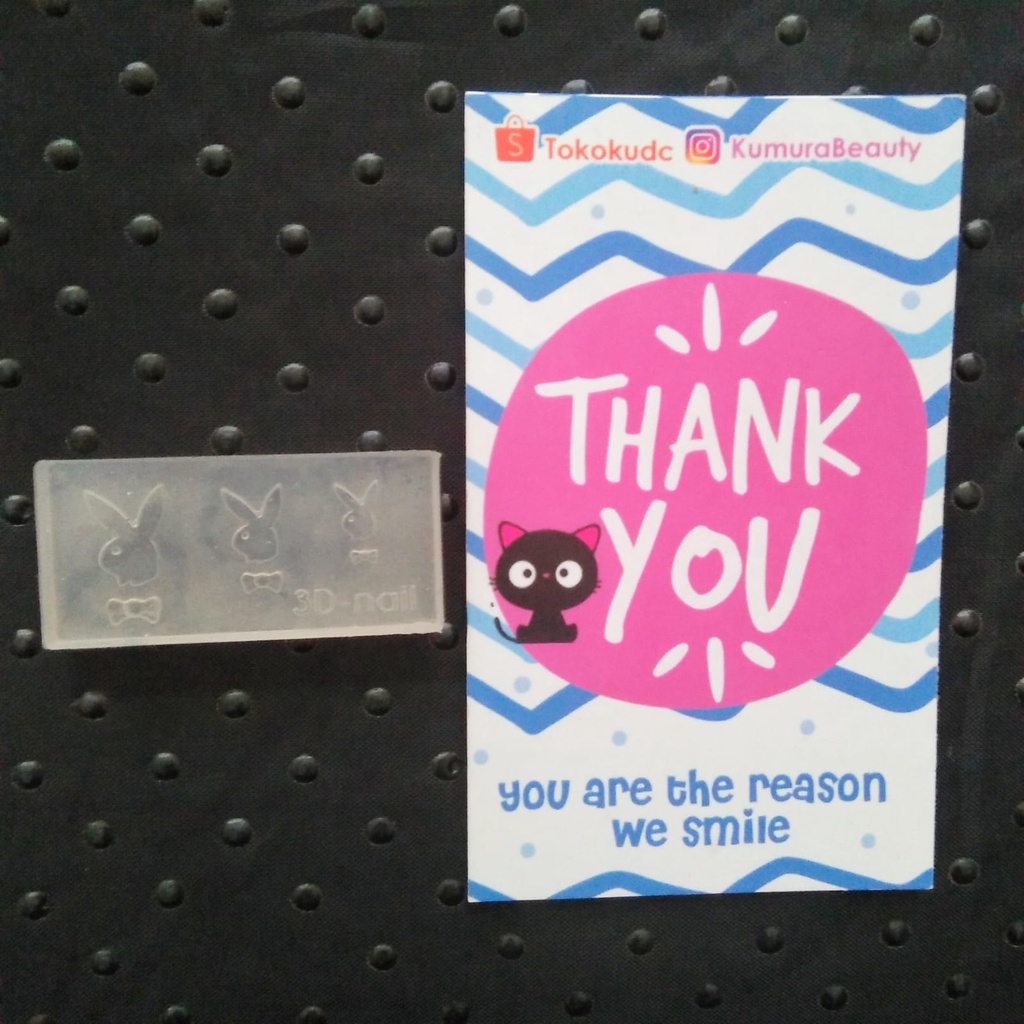 Tokokudc KumuraBeauty
THANK
YOU
you are the reason
we smile
3D-nail